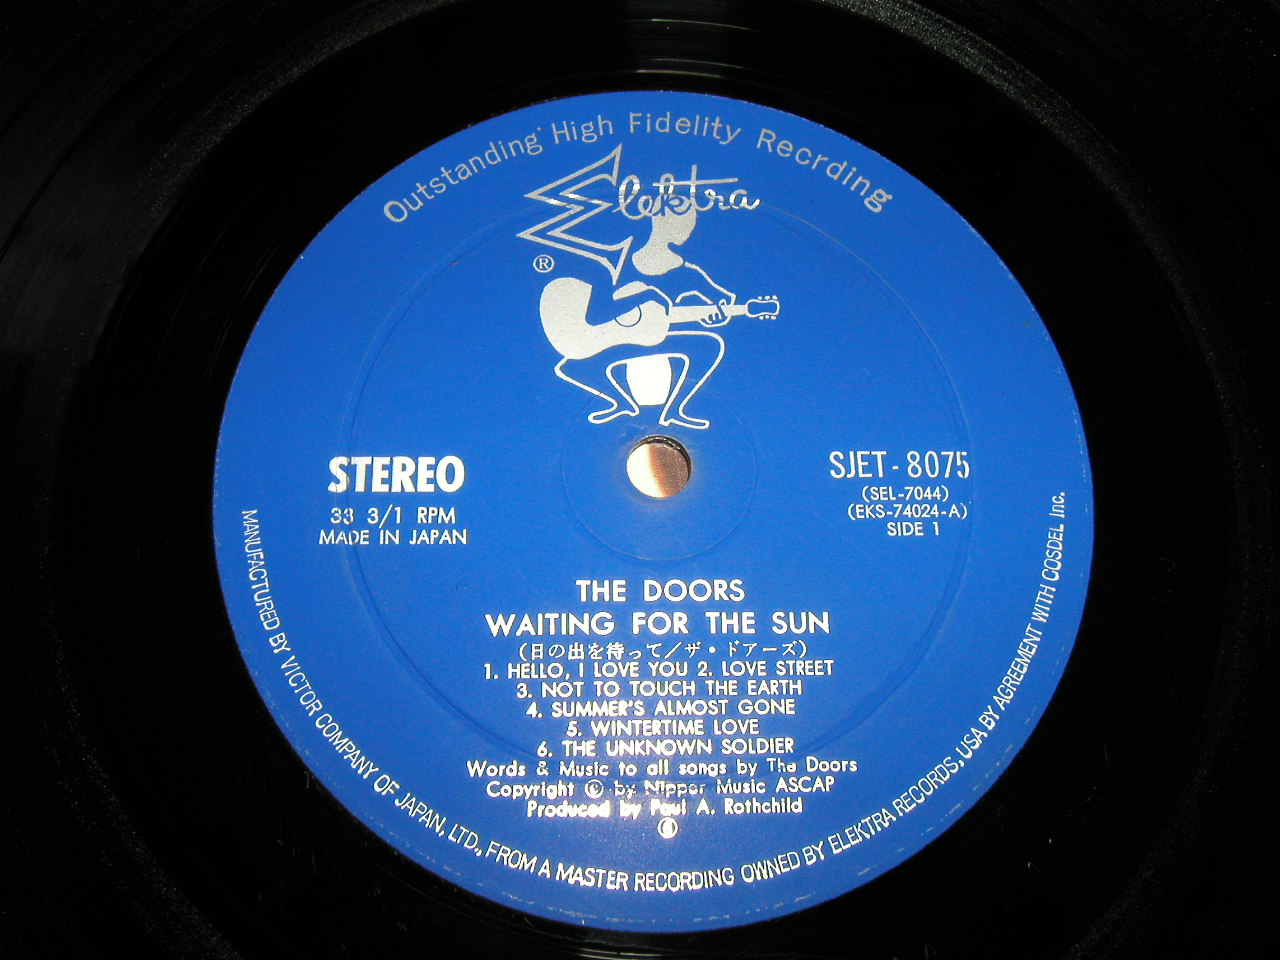 Outstanding High Fidelity Recrding
Elektra
®
STEREO
33 3/1 RPM
MADE IN JAPAN
SJET-8075
(SEL-7044)
(EKS-74024-A)
SIDE 1
THE DOORS
WAITING FOR THE SUN
(日の出を待って/ザ・ドアーズ)
1. HELLO, I LOVE YOU 2. LOVE STREET
3. NOT TO TOUCH THE EARTH
4. SUMMER'S ALMOST GONE
5. WINTERTIME LOVE
6. THE UNKNOWN SOLDIER
Words & Music to all songs by The Doors
Copyright © by Nipper Music ASCAP
Produced by Paul A. Rothchild
MANUFACTURED BY VICTOR COMPANY OF JAPAN, LTD., FROM A MASTER RECORDING OWNED BY ELEKTRA RECORDS, USA BY AGREEMENT WITH COSDEL Inc.